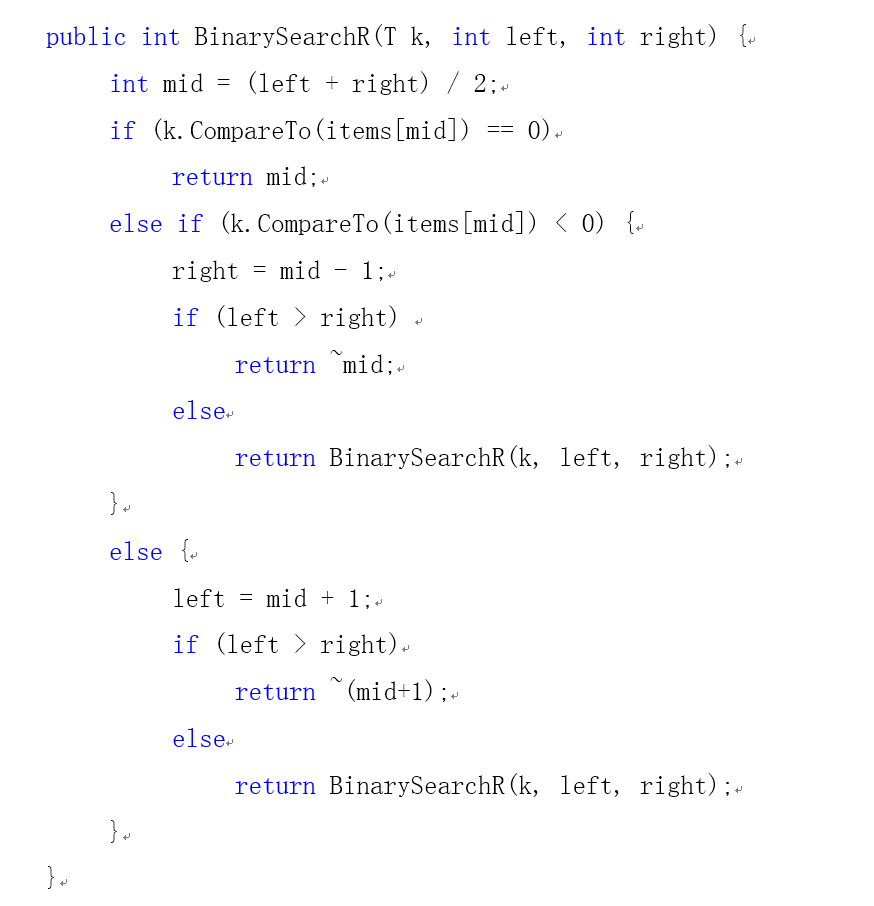 public int BinarySearchR(T k, int left, int right) {
int mid = (left + right) / 2;
if (k.CompareTo(items[mid]) == 0)
return mid;
else if (k.CompareTo(items[mid]) < 0) {
right = mid - 1;
if (left > right)
return ~mid;
else
return BinarySearchR(k, left, right);
}
else {
left = mid + 1;
if (left > right)
return ~(mid+1);
else
return BinarySearchR(k, left, right);
}
}